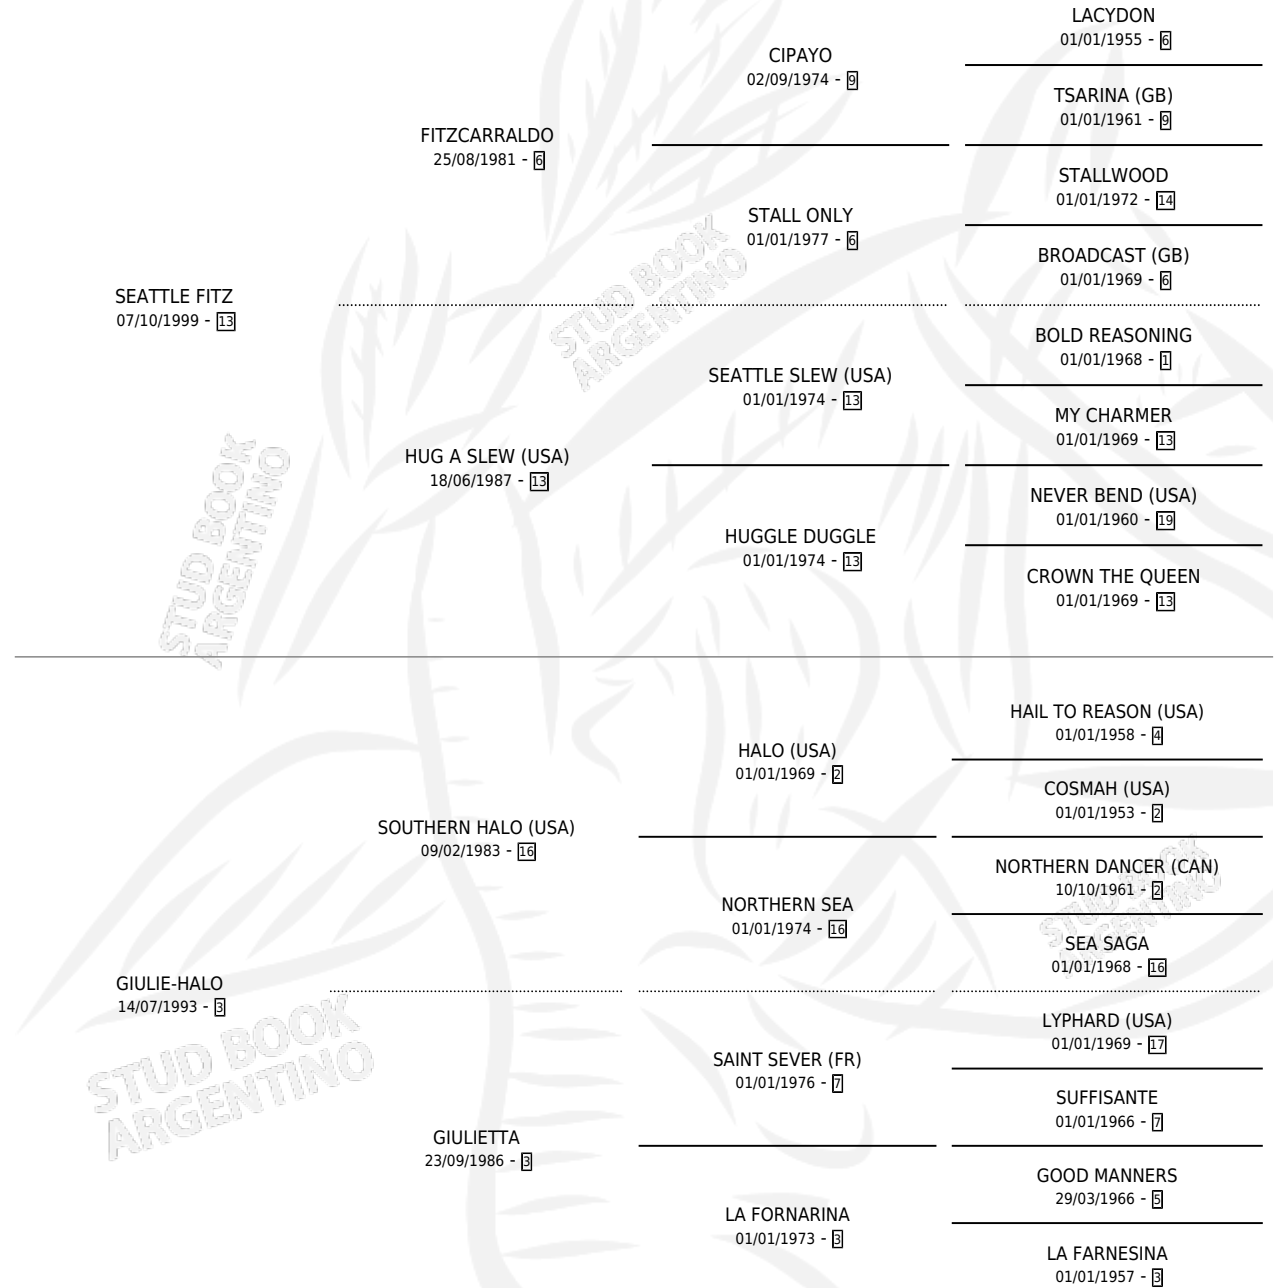 LACYDON
01/01/1955 - 6
CIPAYO
02/09/1974 - 9
TSARINA (GB)
01/01/1961 - 9
FITZCARRALDO
25/08/1981 - 6
STALLWOOD
01/01/1972 - 14
STALL ONLY
01/01/1977 - 6
BROADCAST (GB)
01/01/1969 - 6
SEATTLE FITZ
07/10/1999 - 13
STUD BOOK
ARGENTINO
BOLD REASONING
01/01/1968 - 1
SEATTLE SLEW (USA)
01/01/1974 - 13
MY CHARMER
01/01/1969 - 13
HUG A SLEW (USA)
18/06/1987 - 13
NEVER BEND (USA)
01/01/1960 - 19
HUGGLE DUGGLE
01/01/1974 - 13
CROWN THE QUEEN
01/01/1969 - 13
STUD BOOK
ARGENTINO
HAIL TO REASON (USA)
01/01/1958 - 4
HALO (USA)
01/01/1969 - 2
COSMAH (USA)
01/01/1953 - 2
SOUTHERN HALO (USA)
09/02/1983 - 16
NORTHERN DANCER (CAN)
10/10/1961 - 2
NORTHERN SEA
01/01/1974 - 16
STUD BOOK
ARGENTINO
SEA SAGA
01/01/1968 - 16
GIULIE-HALO
14/07/1993 - 3
LYPHARD (USA)
01/01/1969 - 17
SAINT SEVER (FR)
01/01/1976 - 7
SUFFISANTE
01/01/1966 - 7
STUD BOOK
ARGENTINO
GIULIETTA
23/09/1986 - 3
GOOD MANNERS
29/03/1966 - 5
LA FORNARINA
01/01/1973 - 3
LA FARNESINA
01/01/1957 - 3